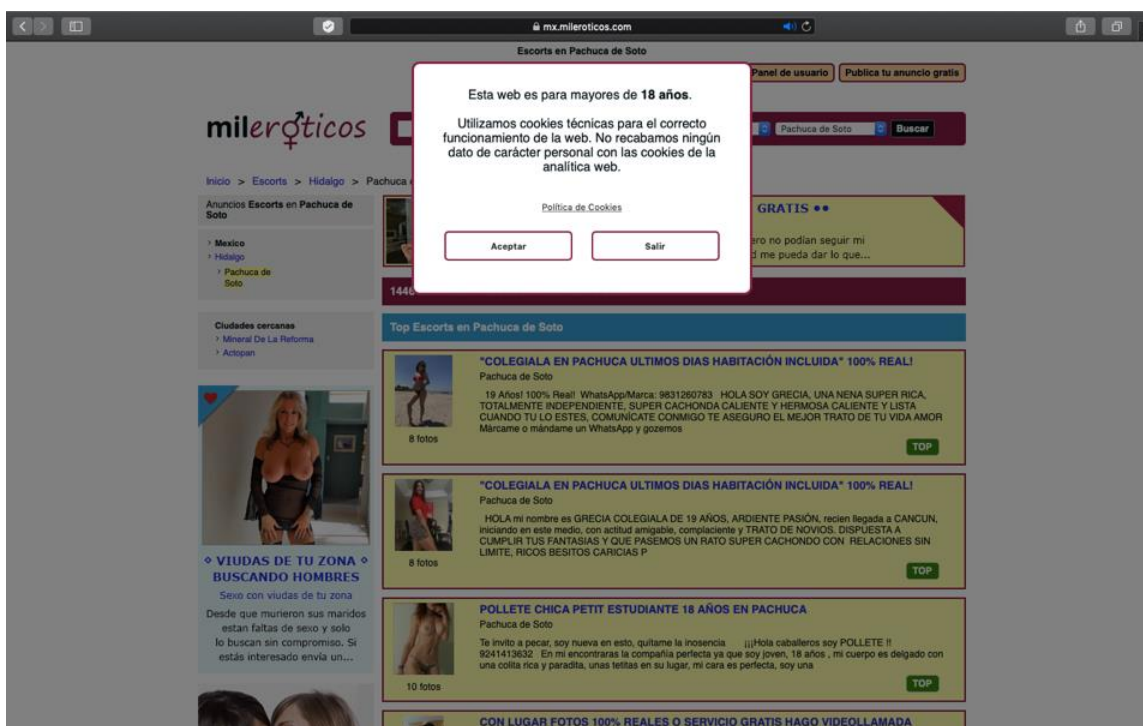 mx.mileroticos.com
Escorts en Pachuca de Soto
Panel de usuario
Publica tu anuncio gratis
Esta web es para mayores de 18 años.
Utilizamos cookies técnicas para el correcto
funcionamiento de la web. No recabamos ningún
dato de carácter personal con las cookies de la
analítica web.
Política de Cookies
Aceptar
Salir
mileroticos
Pachuca de Soto
Buscar
Inicio > Escorts > Hidalgo > Pachuca
Anuncios Escorts en Pachuca de
Soto
Mexico
Hidalgo
Pachuca de
Soto
Ciudades cercanas
Mineral De La Reforma
Actopan
GRATIS ●●
ero no podían seguir mi
me pueda dar lo que...
1446
Top Escorts en Pachuca de Soto
"COLEGIALA EN PACHUCA ULTIMOS DIAS HABITACIÓN INCLUIDA" 100% REAL!
Pachuca de Soto
19 Años! 100% Real! WhatsApp/Marca: 9831260783 HOLA SOY GRECIA, UNA NENA SUPER RICA,
TOTALMENTE INDEPENDIENTE, SUPER CACHONDA CALIENTE Y HERMOSA CALIENTE Y LISTA
CUANDO TU LO ESTES, COMUNÍCATE CONMIGO TE ASEGURO EL MEJOR TRATO DE TU VIDA AMOR
Márcame o mándame un WhatsApp y gozemos
8 fotos
TOP
"COLEGIALA EN PACHUCA ULTIMOS DIAS HABITACIÓN INCLUIDA" 100% REAL!
Pachuca de Soto
HOLA mi nombre es GRECIA COLEGIALA DE 19 AÑOS, ARDIENTE PASIÓN, recien llegada a CANCUN,
iniciando en este medio, con actitud amigable, complaciente y TRATO DE NOVIOS. DISPUESTA A
CUMPLIR TUS FANTASIAS Y QUE PASEMOS UN RATO SUPER CACHONDO CON RELACIONES SIN
LIMITE, RICOS BESITOS CARICIAS P
8 fotos
TOP
POLLETE CHICA PETIT ESTUDIANTE 18 AÑOS EN PACHUCA
Pachuca de Soto
Te invito a pecar, soy nueva en esto, quítame la inosencia ¡¡¡Hola caballeros soy POLLETE !!
9241413632 En mi encontraras la compañia perfecta ya que soy joven, 18 años , mi cuerpo es delgado con
una colita rica y paradita, unas tetitas en su lugar, mi cara es perfecta, soy una
10 fotos
TOP
⋄ VIUDAS DE TU ZONA ⋄
BUSCANDO HOMBRES
Sexo con viudas de tu zona
Desde que murieron sus maridos
estan faltas de sexo y solo
lo buscan sin compromiso. Si
estás interesado envía un...
CON LUGAR FOTOS 100% REALES O SERVICIO GRATIS HAGO VIDEOLLAMADA